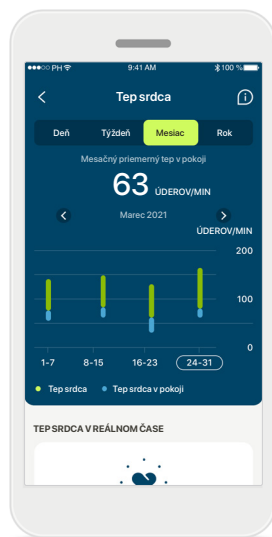 PH 9:41 AM 100 %
Tep srdca
Deň Týždeň Mesiac Rok
Mesačný priemerný tep v pokoji
63 ÚDEROV/MIN
Marec 2021
ÚDEROV/MIN
200
100
0
1-7 8-15 16-23 24-31
Tep srdca Tep srdca v pokoji
TEP SRDCA V REÁLNOM ČASE